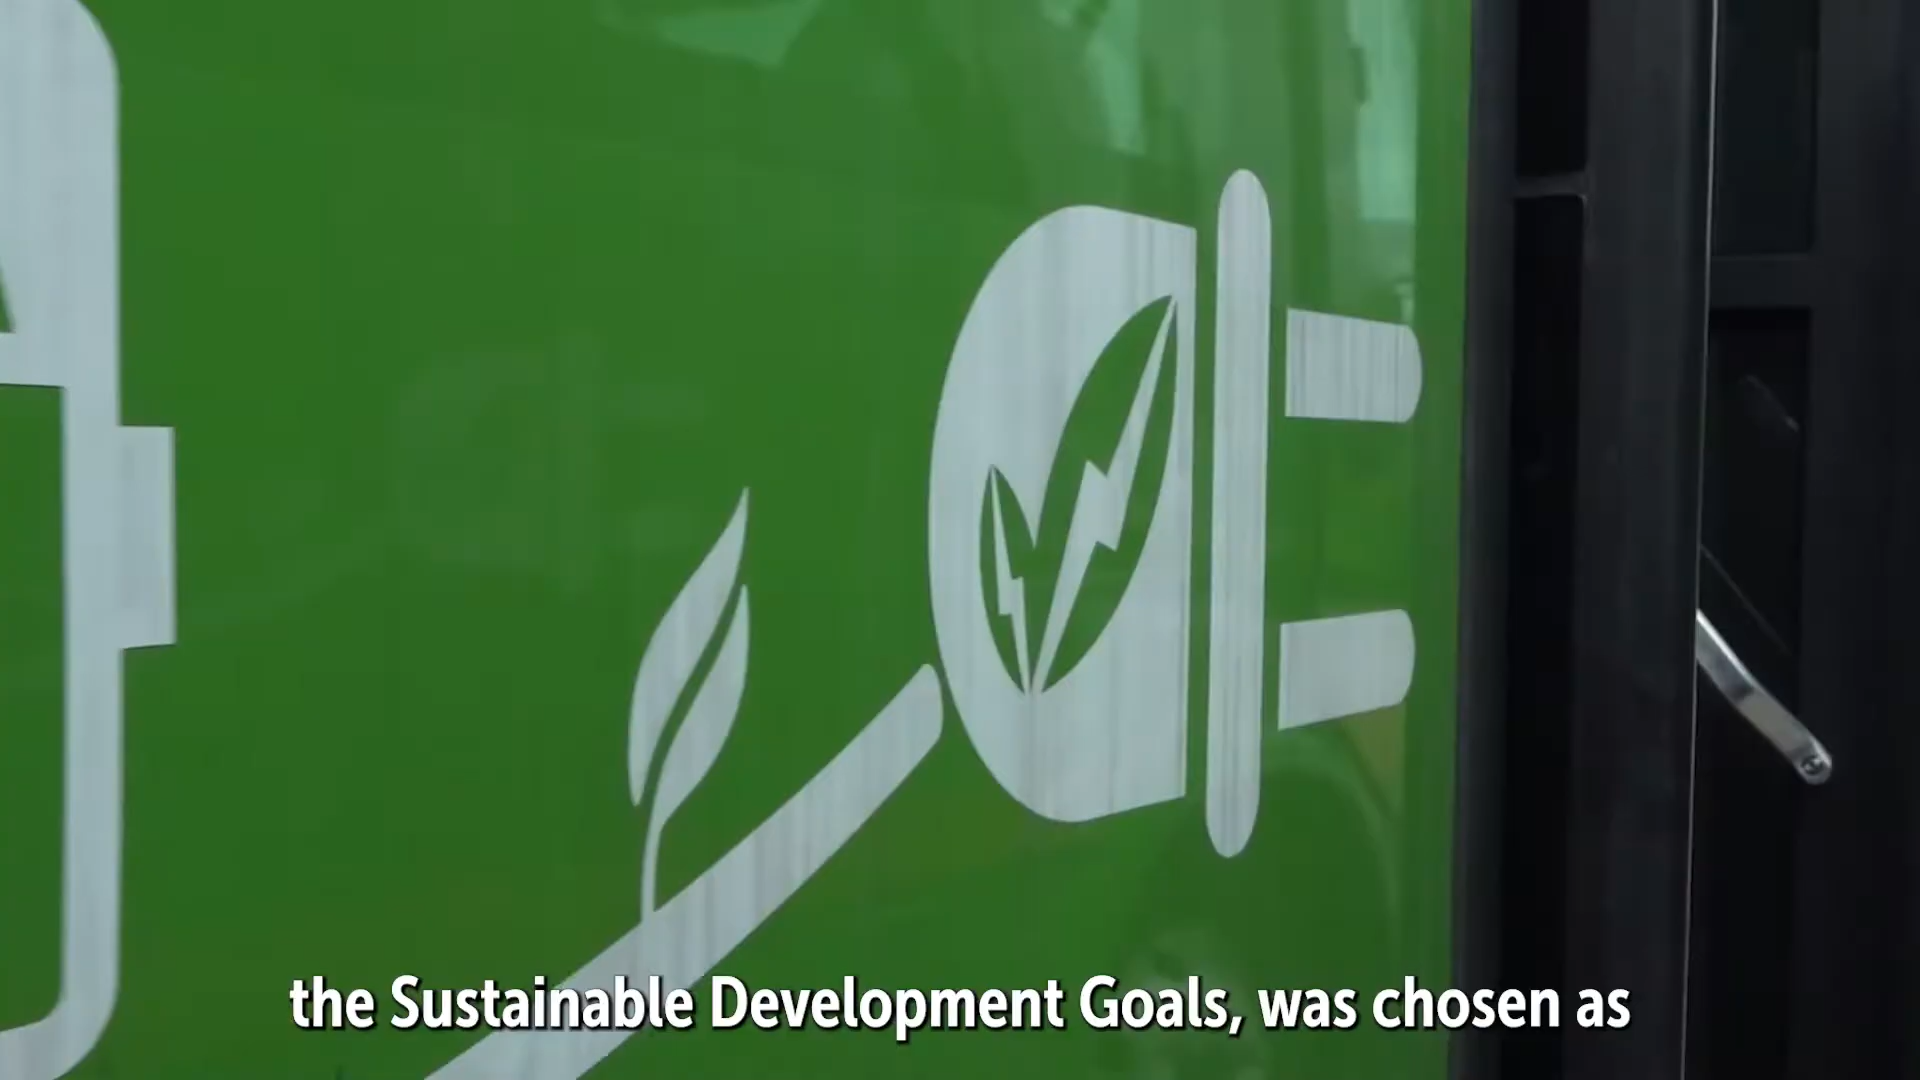 the Sustainable Development Goals, was chosen as